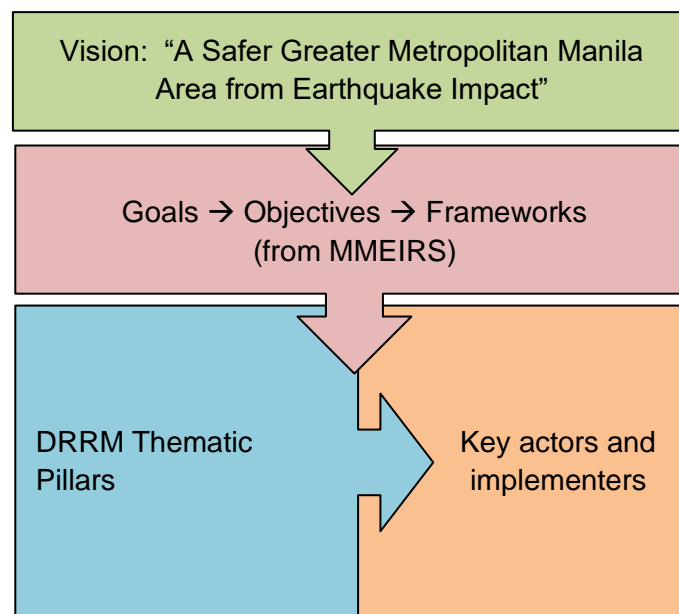 Vision:  “A Safer Greater Metropolitan Manila
Area from Earthquake Impact”
Goals → Objectives → Frameworks
(from MMEIRS)
DRRM Thematic
Pillars
Key actors and
implementers